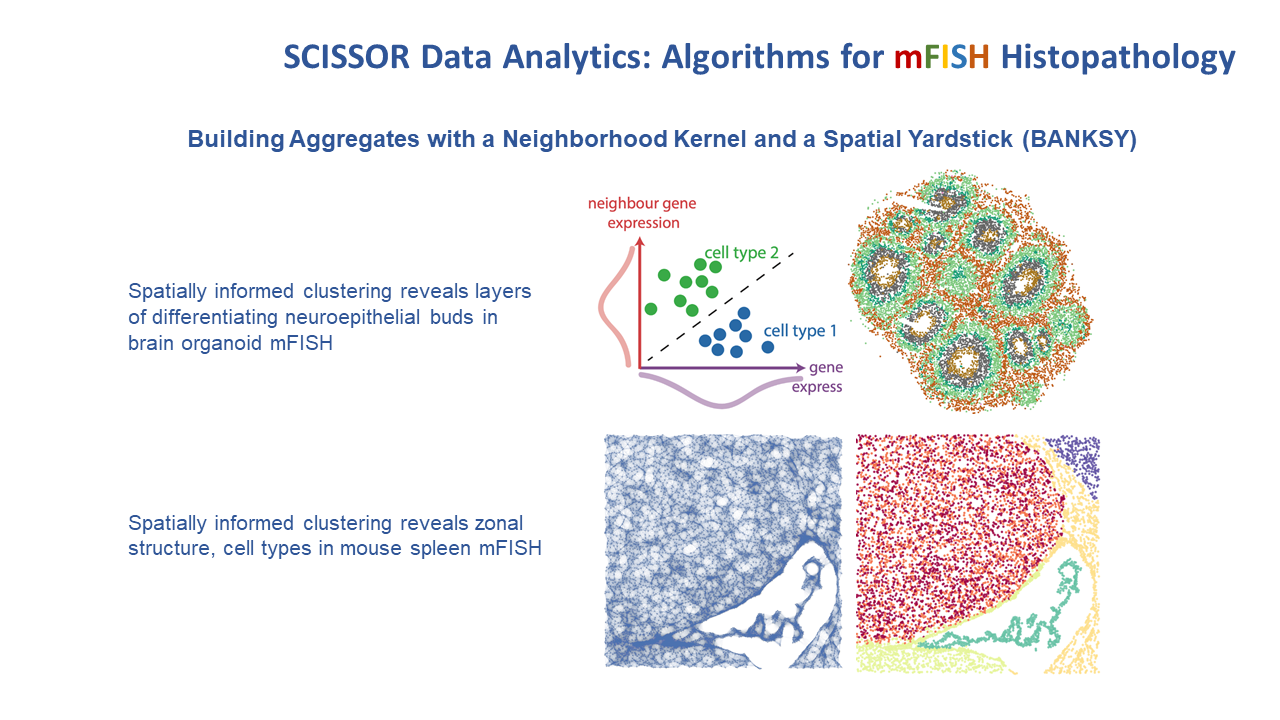 SCISSOR Data Analytics: Algorithms for mFISH Histopathology
Building Aggregates with a Neighborhood Kernel and a Spatial Yardstick (BANKSY)
neighbour gene
expression
cell type 2
cell type 1
gene
express
Spatially informed clustering reveals layers
of differentiating neuroepithelial buds in
brain organoid mFISH
Spatially informed clustering reveals zonal
structure, cell types in mouse spleen mFISH